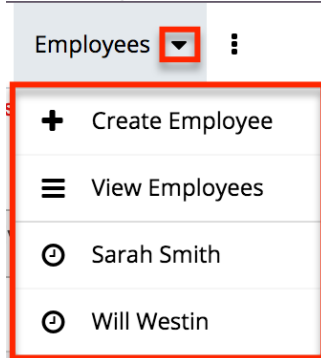 Employees
Create Employee
View Employees
Sarah Smith
Will Westin